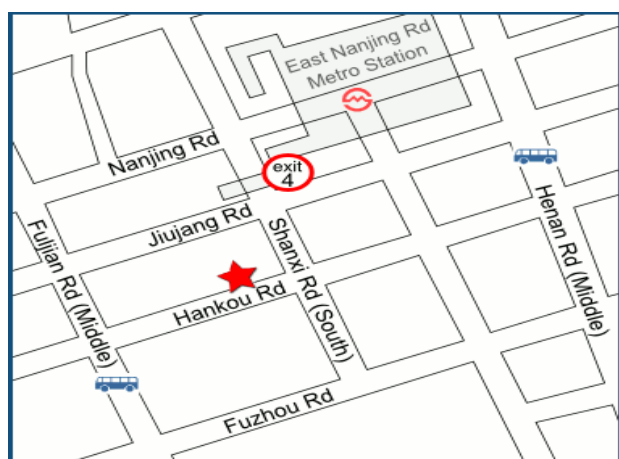 East Nanjing Rd
Metro Station
Nanjing Rd
exit
4
Jiujang Rd
Hankou Rd
Shanxi Rd (South)
Henan Rd (Middle)
Fuljian Rd (Middle)
Fuzhou Rd